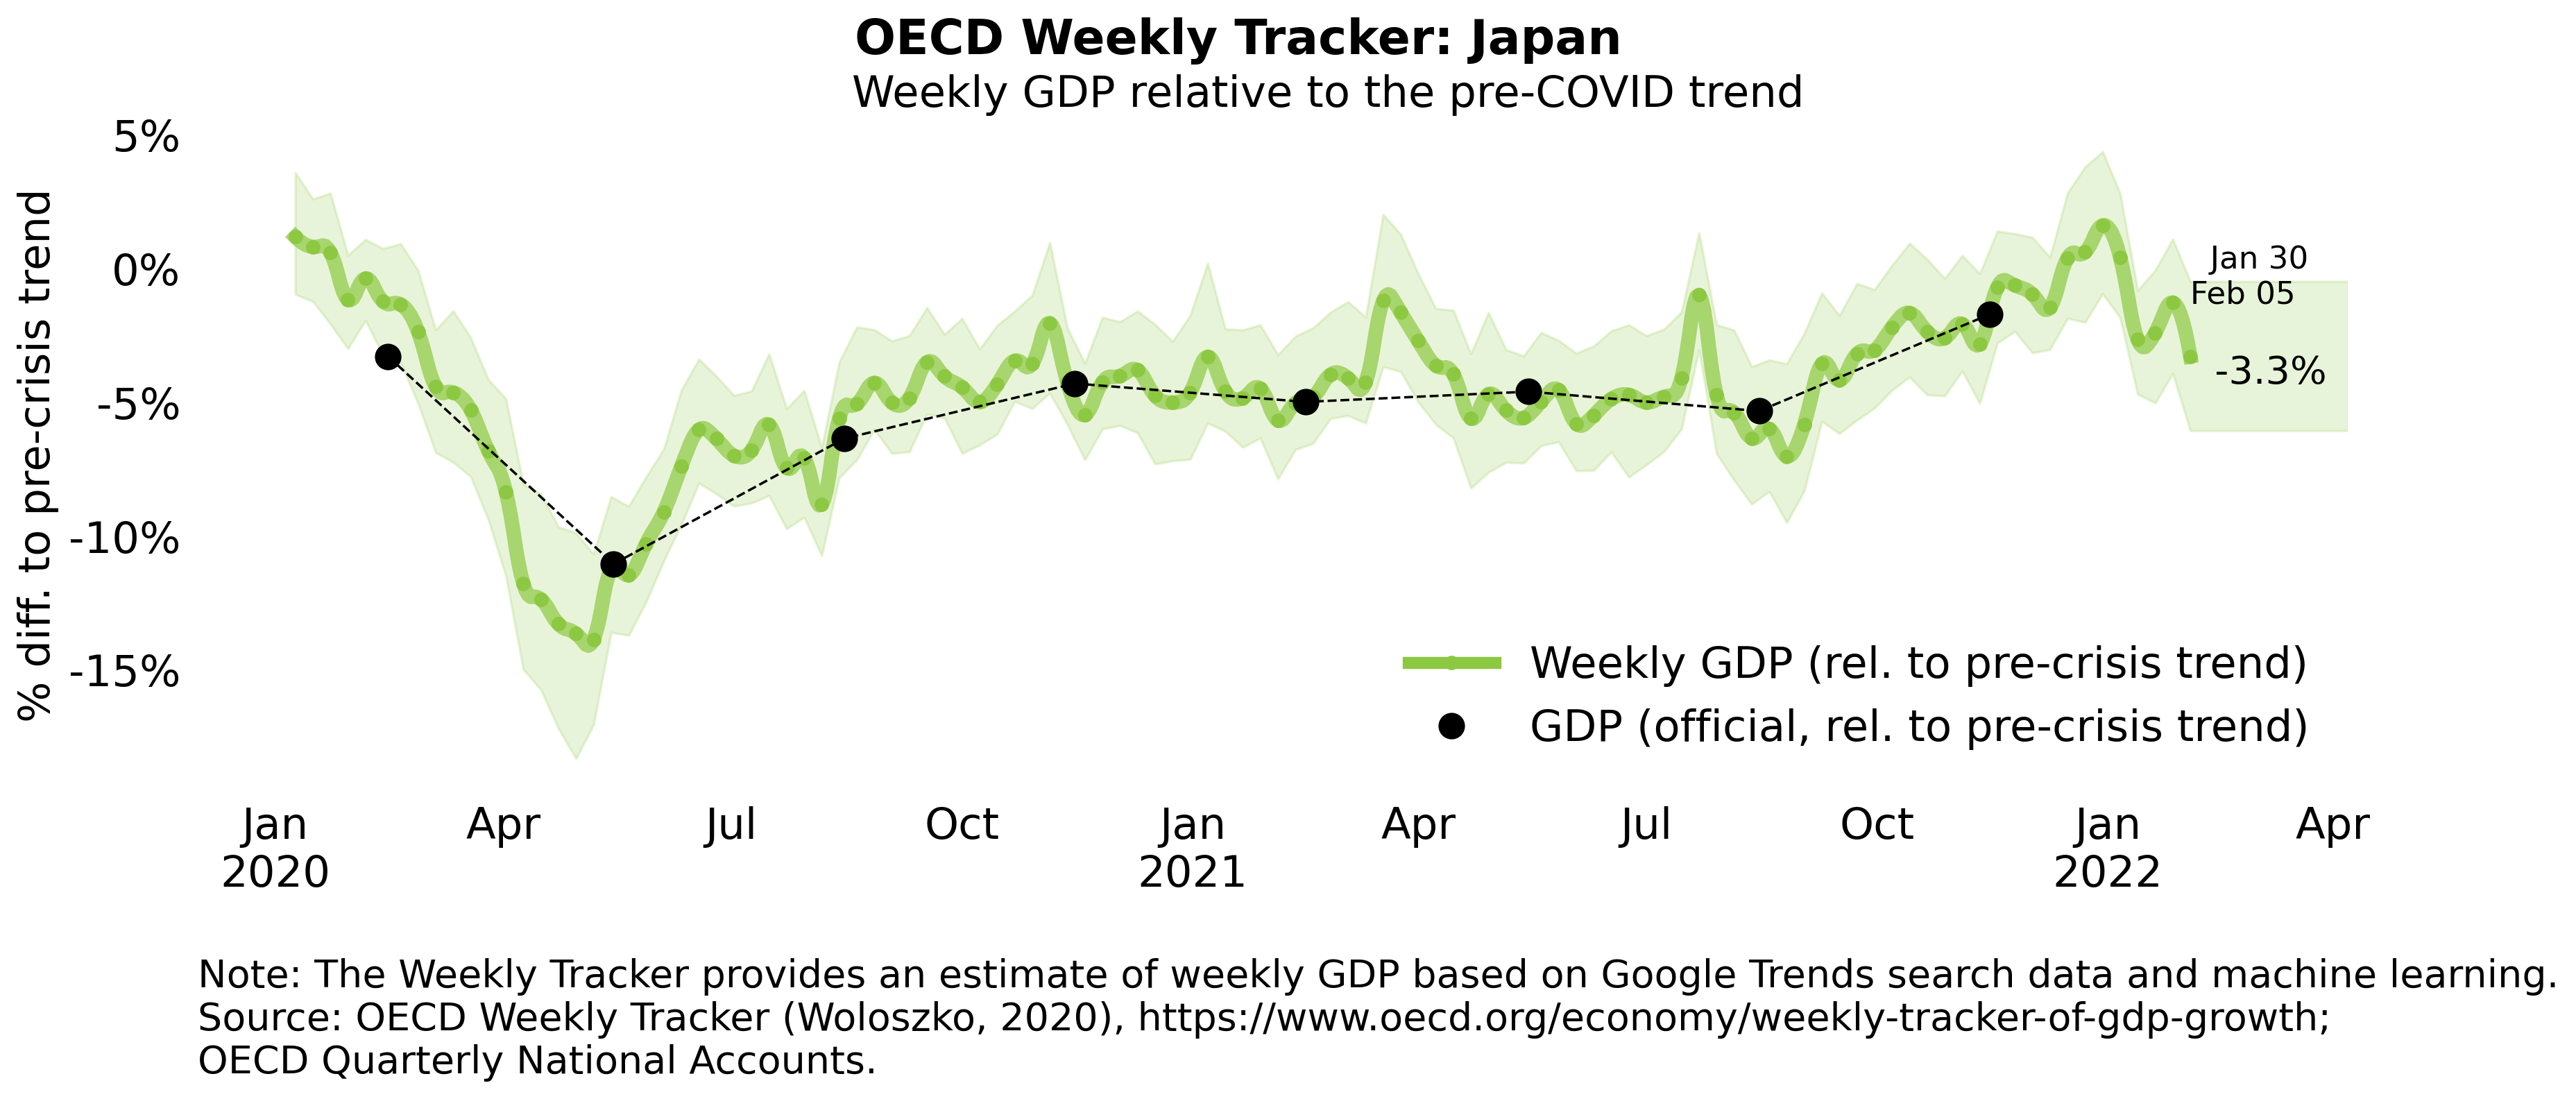 OECD Weekly Tracker: Japan
Weekly GDP relative to the pre-COVID trend
% diff. to pre-crisis trend
5%
0%
-5%
-10%
-15%
Jan 30
Feb 05
-3.3%
Weekly GDP (rel. to pre-crisis trend)
GDP (official, rel. to pre-crisis trend)
Jan Apr Jul Oct Jan Apr Jul Oct Jan Apr
2020 2021 2022
Note: The Weekly Tracker provides an estimate of weekly GDP based on Google Trends search data and machine learning.
Source: OECD Weekly Tracker (Woloszko, 2020), https://www.oecd.org/economy/weekly-tracker-of-gdp-growth;
OECD Quarterly National Accounts.